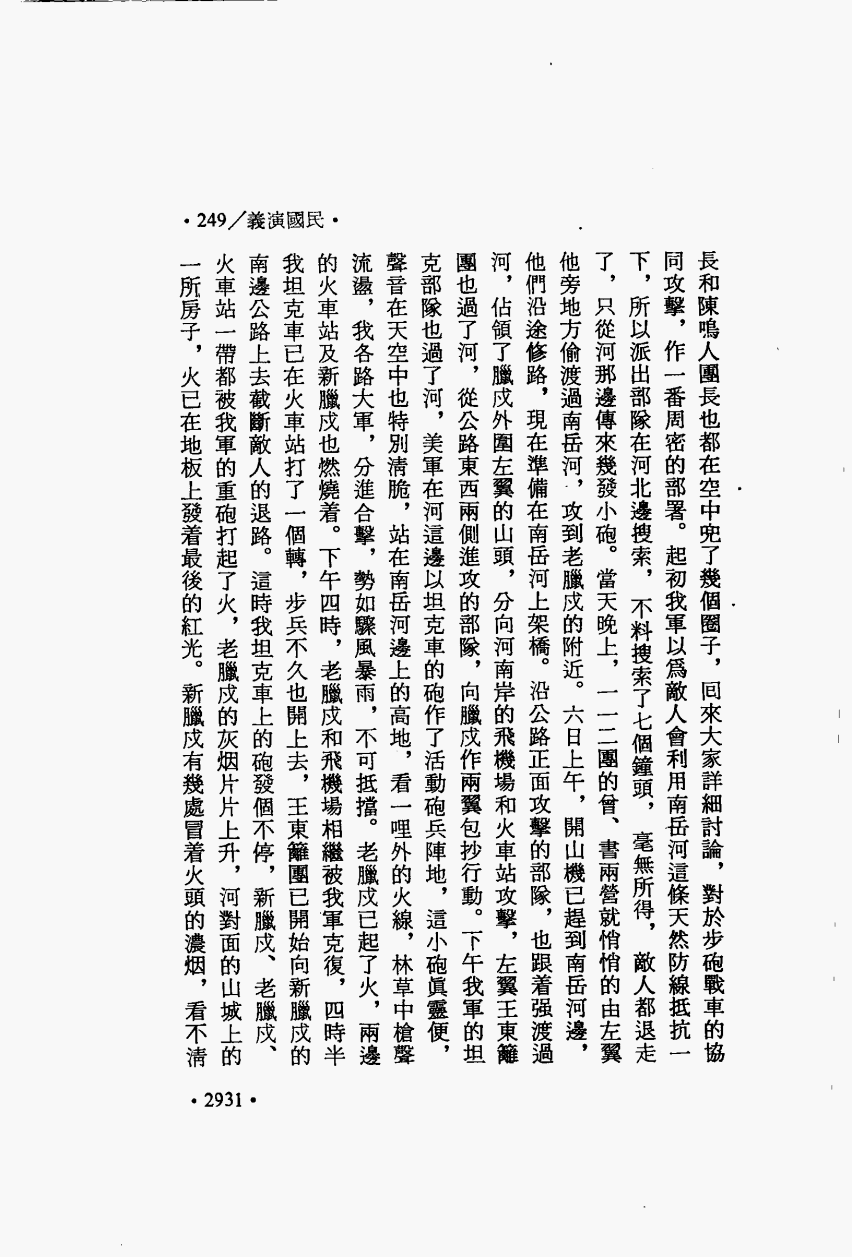 ·249／義演國民·
長和陳鳴人團長也都在空中兜了幾個圈子，回來大家詳細討論，對於步砲戰車的協
同攻擊，作一番周密的部署。起初我軍以爲敵人會利用南岳河這條天然防線抵抗一
下，所以派出部隊在河北邊搜索，不料搜索了七個鐘頭，毫無所得，敵人都退走
了，只從河那邊傳來幾發小砲。當天晚上，一一二團的曾、書兩營就悄悄的由左翼
他旁地方偷渡過南岳河，攻到老臘戍的附近。六日上午，開山機已趕到南岳河邊，
他們沿途修路，現在準備在南岳河上架橋。沿公路正面攻擊的部隊，也跟着强渡過
河，佔領了臘戍外圍左翼的山頭，分向河南岸的飛機場和火車站攻擊，左翼王東籬
團也過了河，從公路東西兩側進攻的部隊，向臘戍作兩翼包抄行動。下午我軍的坦
克部隊也過了河，美軍在河這邊以坦克車的砲作了活動砲兵陣地，這小砲眞靈便，
聲音在天空中也特別清脆，站在南岳河邊上的高地，看一哩外的火線，林草中槍聲
流盪，我各路大軍，分進合擊，勢如驟風暴雨，不可抵擋。老臘戍已起了火，兩邊
的火車站及新臘戍也燃燒着。下午四時，老臘戍和飛機場相繼被我軍克復，四時半
我坦克車已在火車站打了一個轉，步兵不久也開上去，王東籬團已開始向新臘戍的
南邊公路上去截斷敵人的退路。這時我坦克車上的砲發個不停，新臘戍、老臘戍、
火車站一帶都被我軍的重砲打起了火，老臘戍的灰烟片片上升，河對面的山城上的
一所房子，火已在地板上發着最後的紅光。新臘戍有幾處冒着火頭的濃烟，看不清
·2931·